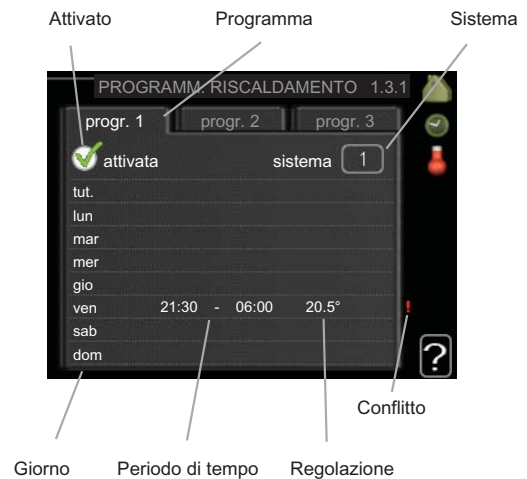 Attivato Programma Sistema
PROGRAMM. RISCALDAMENTO 1.3.1
progr. 1 progr. 2 progr. 3
attivata sistema 1
tut.
lun
mar
mer
gio
ven 21:30 - 06:00 20.5° !
sab
dom
?
Conflitto
Giorno Periodo di tempo Regolazione